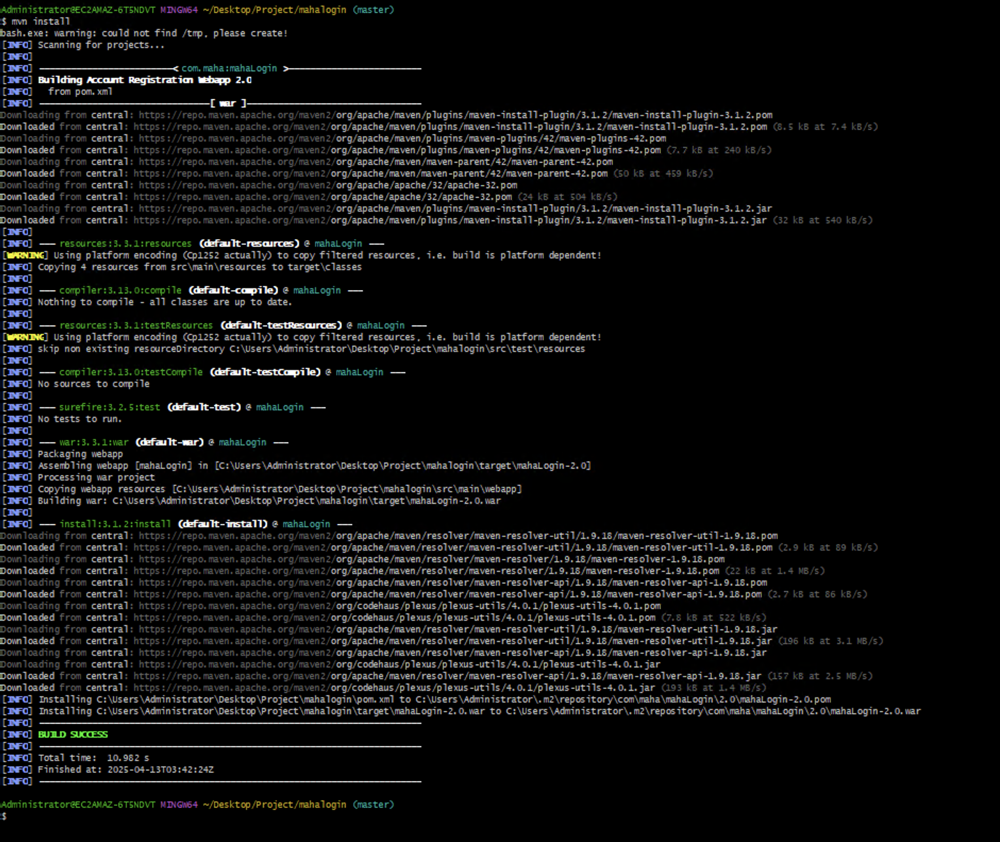 Administrator@EC2AMAZ-6T5NDVT MINGW64 ~/Desktop/Project/mahalogin (master)
$ mvn install
bash.exe: warning: could not find /tmp, please create!
[INFO] Scanning for projects...
[INFO]
[INFO] -------------------------< com.maha:mahaLogin >-------------------------
[INFO] Building Account Registration Webapp 2.0
[INFO]   from pom.xml
[INFO] --------------------------------[ war ]---------------------------------
Downloading from central: https://repo.maven.apache.org/maven2/org/apache/maven/plugins/maven-install-plugin/3.1.2/maven-install-plugin-3.1.2.pom
Downloaded from central: https://repo.maven.apache.org/maven2/org/apache/maven/plugins/maven-install-plugin/3.1.2/maven-install-plugin-3.1.2.pom (8.5 kB at 7.4 kB/s)
Downloading from central: https://repo.maven.apache.org/maven2/org/apache/maven/plugins/maven-plugins/42/maven-plugins-42.pom
Downloaded from central: https://repo.maven.apache.org/maven2/org/apache/maven/plugins/maven-plugins/42/maven-plugins-42.pom (7.7 kB at 240 kB/s)
Downloading from central: https://repo.maven.apache.org/maven2/org/apache/maven/maven-parent/42/maven-parent-42.pom
Downloaded from central: https://repo.maven.apache.org/maven2/org/apache/maven/maven-parent/42/maven-parent-42.pom (50 kB at 459 kB/s)
Downloading from central: https://repo.maven.apache.org/maven2/org/apache/apache/32/apache-32.pom
Downloaded from central: https://repo.maven.apache.org/maven2/org/apache/apache/32/apache-32.pom (24 kB at 504 kB/s)
Downloading from central: https://repo.maven.apache.org/maven2/org/apache/maven/plugins/maven-install-plugin/3.1.2/maven-install-plugin-3.1.2.jar
Downloaded from central: https://repo.maven.apache.org/maven2/org/apache/maven/plugins/maven-install-plugin/3.1.2/maven-install-plugin-3.1.2.jar (32 kB at 540 kB/s)
[INFO]
[INFO] --- resources:3.3.1:resources (default-resources) @ mahaLogin ---
[WARNING] Using platform encoding (Cp1252 actually) to copy filtered resources, i.e. build is platform dependent!
[INFO] Copying 4 resources from src\main\resources to target\classes
[INFO]
[INFO] --- compiler:3.13.0:compile (default-compile) @ mahaLogin ---
[INFO] Nothing to compile - all classes are up to date.
[INFO]
[INFO] --- resources:3.3.1:testResources (default-testResources) @ mahaLogin ---
[WARNING] Using platform encoding (Cp1252 actually) to copy filtered resources, i.e. build is platform dependent!
[INFO] skip non existing resourceDirectory C:\Users\Administrator\Desktop\Project\mahalogin\src\test\resources
[INFO]
[INFO] --- compiler:3.13.0:testCompile (default-testCompile) @ mahaLogin ---
[INFO] No sources to compile
[INFO]
[INFO] --- surefire:3.2.5:test (default-test) @ mahaLogin ---
[INFO] No tests to run.
[INFO]
[INFO] --- war:3.3.1:war (default-war) @ mahaLogin ---
[INFO] Packaging webapp
[INFO] Assembling webapp [mahaLogin] in [C:\Users\Administrator\Desktop\Project\mahalogin\target\mahaLogin-2.0]
[INFO] Processing war project
[INFO] Copying webapp resources [C:\Users\Administrator\Desktop\Project\mahalogin\src\main\webapp]
[INFO] Building war: C:\Users\Administrator\Desktop\Project\mahalogin\target\mahaLogin-2.0.war
[INFO]
[INFO] --- install:3.1.2:install (default-install) @ mahaLogin ---
Downloading from central: https://repo.maven.apache.org/maven2/org/apache/maven/resolver/maven-resolver-util/1.9.18/maven-resolver-util-1.9.18.pom
Downloaded from central: https://repo.maven.apache.org/maven2/org/apache/maven/resolver/maven-resolver-util/1.9.18/maven-resolver-util-1.9.18.pom (2.9 kB at 89 kB/s)
Downloading from central: https://repo.maven.apache.org/maven2/org/apache/maven/resolver/maven-resolver/1.9.18/maven-resolver-1.9.18.pom
Downloaded from central: https://repo.maven.apache.org/maven2/org/apache/maven/resolver/maven-resolver/1.9.18/maven-resolver-1.9.18.pom (22 kB at 1.4 MB/s)
Downloading from central: https://repo.maven.apache.org/maven2/org/apache/maven/resolver/maven-resolver-api/1.9.18/maven-resolver-api-1.9.18.pom
Downloaded from central: https://repo.maven.apache.org/maven2/org/apache/maven/resolver/maven-resolver-api/1.9.18/maven-resolver-api-1.9.18.pom (2.7 kB at 86 kB/s)
Downloading from central: https://repo.maven.apache.org/maven2/org/codehaus/plexus/plexus-utils/4.0.1/plexus-utils-4.0.1.pom
Downloaded from central: https://repo.maven.apache.org/maven2/org/codehaus/plexus/plexus-utils/4.0.1/plexus-utils-4.0.1.pom (7.8 kB at 522 kB/s)
Downloading from central: https://repo.maven.apache.org/maven2/org/apache/maven/resolver/maven-resolver-util/1.9.18/maven-resolver-util-1.9.18.jar
Downloaded from central: https://repo.maven.apache.org/maven2/org/apache/maven/resolver/maven-resolver-util/1.9.18/maven-resolver-util-1.9.18.jar (196 kB at 3.1 MB/s)
Downloading from central: https://repo.maven.apache.org/maven2/org/apache/maven/resolver/maven-resolver-api/1.9.18/maven-resolver-api-1.9.18.jar
Downloading from central: https://repo.maven.apache.org/maven2/org/codehaus/plexus/plexus-utils/4.0.1/plexus-utils-4.0.1.jar
Downloaded from central: https://repo.maven.apache.org/maven2/org/apache/maven/resolver/maven-resolver-api/1.9.18/maven-resolver-api-1.9.18.jar (157 kB at 2.5 MB/s)
Downloaded from central: https://repo.maven.apache.org/maven2/org/codehaus/plexus/plexus-utils/4.0.1/plexus-utils-4.0.1.jar (193 kB at 1.4 MB/s)
[INFO] Installing C:\Users\Administrator\Desktop\Project\mahalogin\pom.xml to C:\Users\Administrator\.m2\repository\com\maha\mahaLogin\2.0\mahaLogin-2.0.pom
[INFO] Installing C:\Users\Administrator\Desktop\Project\mahalogin\target\mahaLogin-2.0.war to C:\Users\Administrator\.m2\repository\com\maha\mahaLogin\2.0\mahaLogin-2.0.war
[INFO] ------------------------------------------------------------------------
[INFO] BUILD SUCCESS
[INFO] ------------------------------------------------------------------------
[INFO] Total time:  10.982 s
[INFO] Finished at: 2025-04-13T03:42:24Z
[INFO] ------------------------------------------------------------------------
Administrator@EC2AMAZ-6T5NDVT MINGW64 ~/Desktop/Project/mahalogin (master)
$